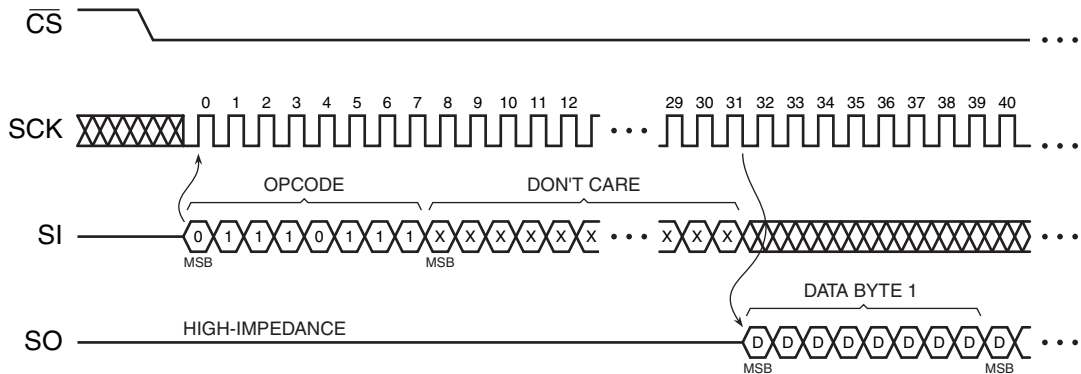 CS
SCK
0 1 2 3 4 5 6 7 8 9 10 11 12 29 30 31 32 33 34 35 36 37 38 39 40
OPCODE DON'T CARE
SI
0 1 1 1 0 1 1 1 X X X X X X X X X
MSB MSB
DATA BYTE 1
HIGH-IMPEDANCE
SO
D D D D D D D D D
MSB MSB